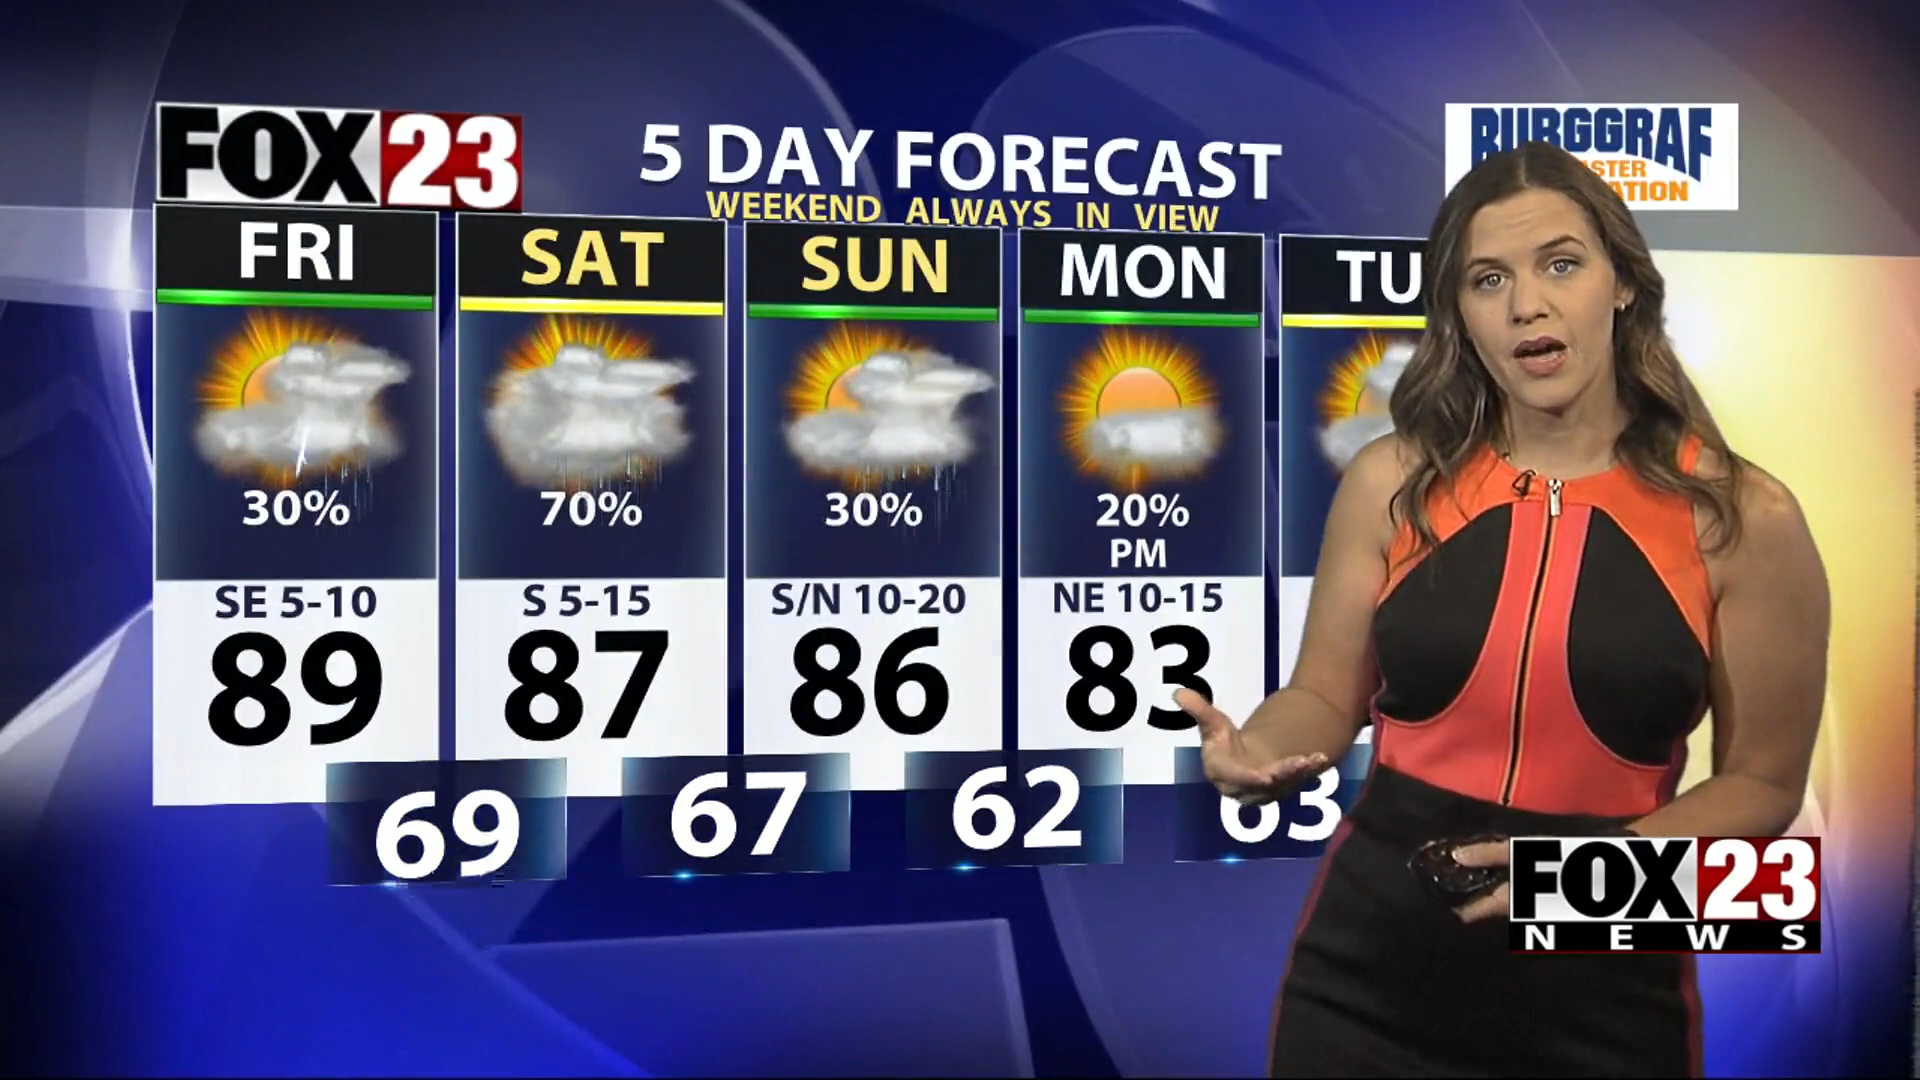 FOX 23
5 DAY FORECAST
WEEKEND ALWAYS IN VIEW
BURGGRAF
FRI
SAT
SUN
MON
30%
70%
30%
20%
PM
SE 5-10
S 5-15
S/N 10-20
NE 10-15
89
87
86
83
69
67
62
63
FOX 23
NEWS